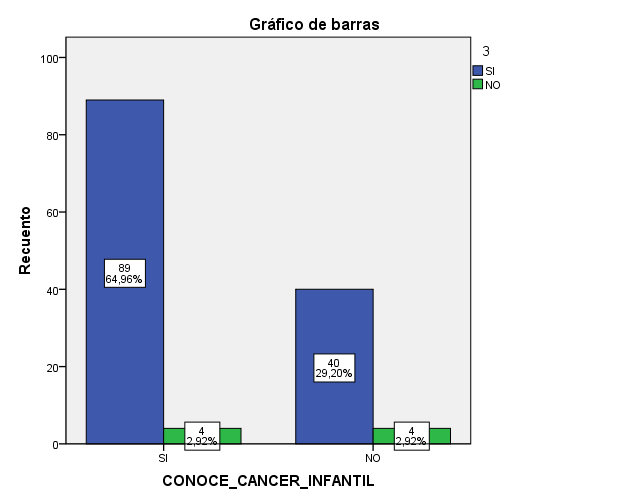 Gráfico de barras
3
SI
NO
100
80
60
40
20
0
Recuento
89
64,96%
4
2,92%
40
29,20%
4
2,92%
SI
NO
CONOCE_CANCER_INFANTIL